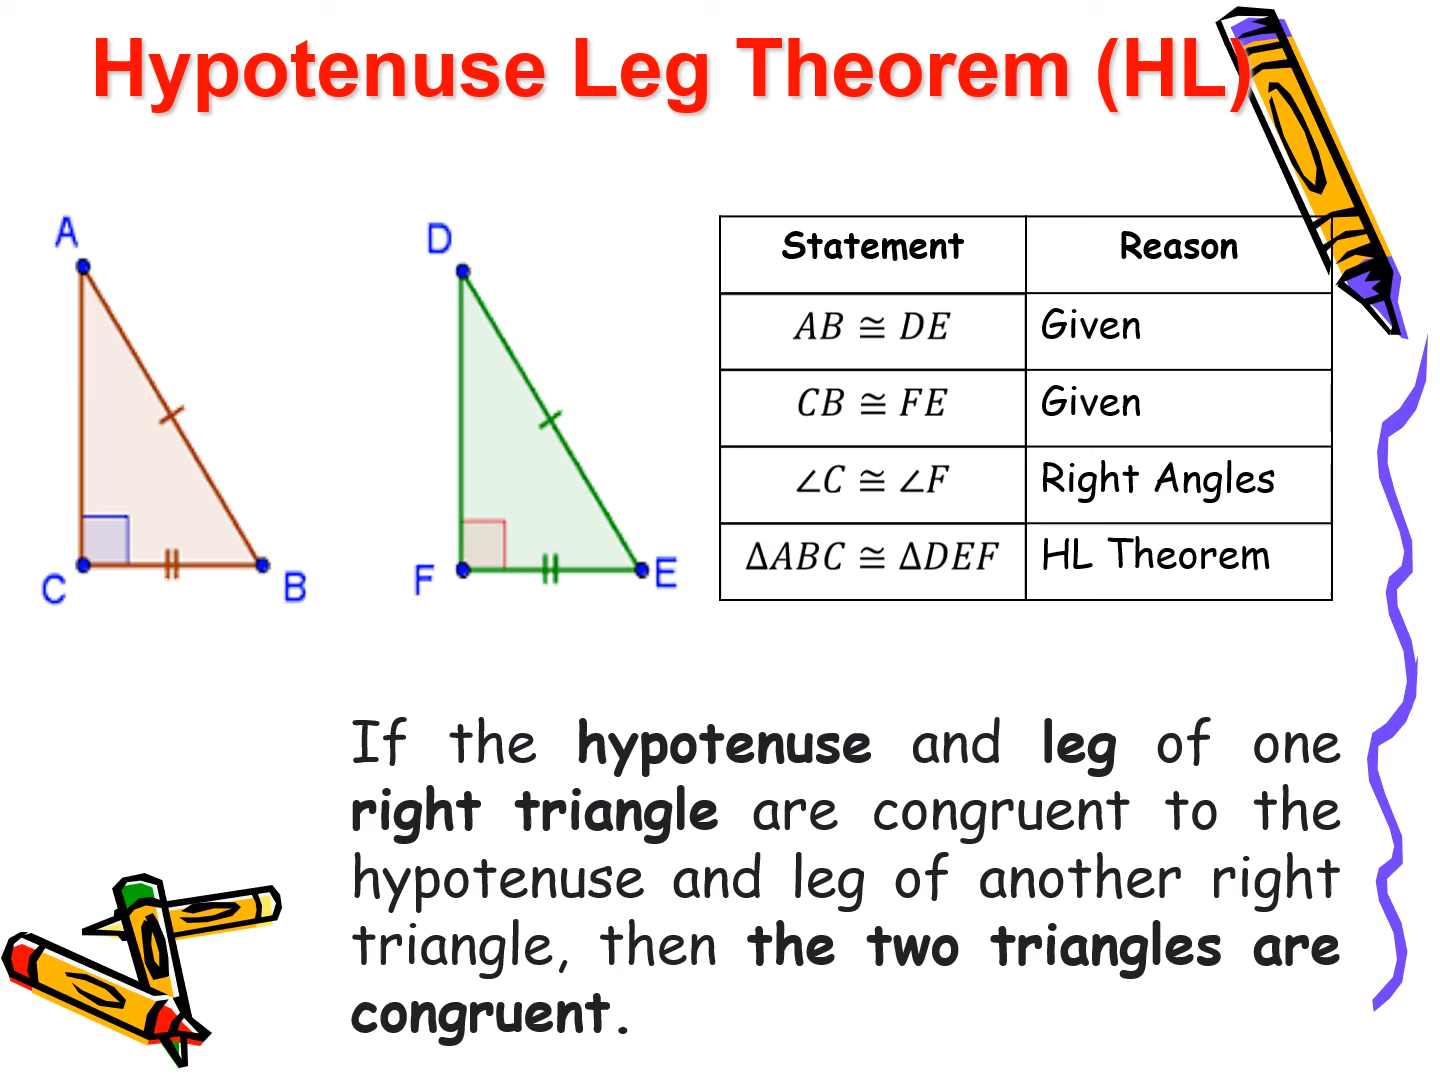 Hypotenuse Leg Theorem (HL)
A
D
C
B
F
E
Statement Reason
AB ≅ DE Given
CB ≅ FE Given
∠C ≅ ∠F Right Angles
∆ABC ≅ ∆DEF HL Theorem
If the hypotenuse and leg of one
right triangle are congruent to the
hypotenuse and leg of another right
triangle, then the two triangles are
congruent.